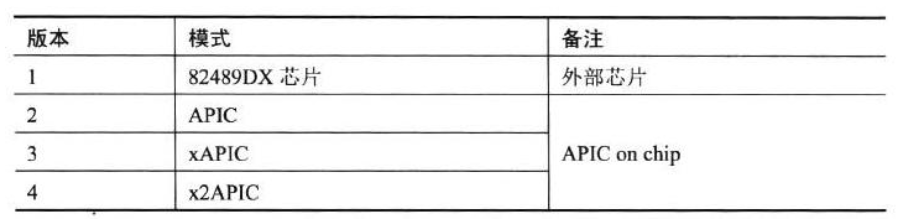 版本 模式 备注
1 82489DX 芯片 外部芯片
2 APIC
3 xAPIC APIC on chip
4 x2APIC